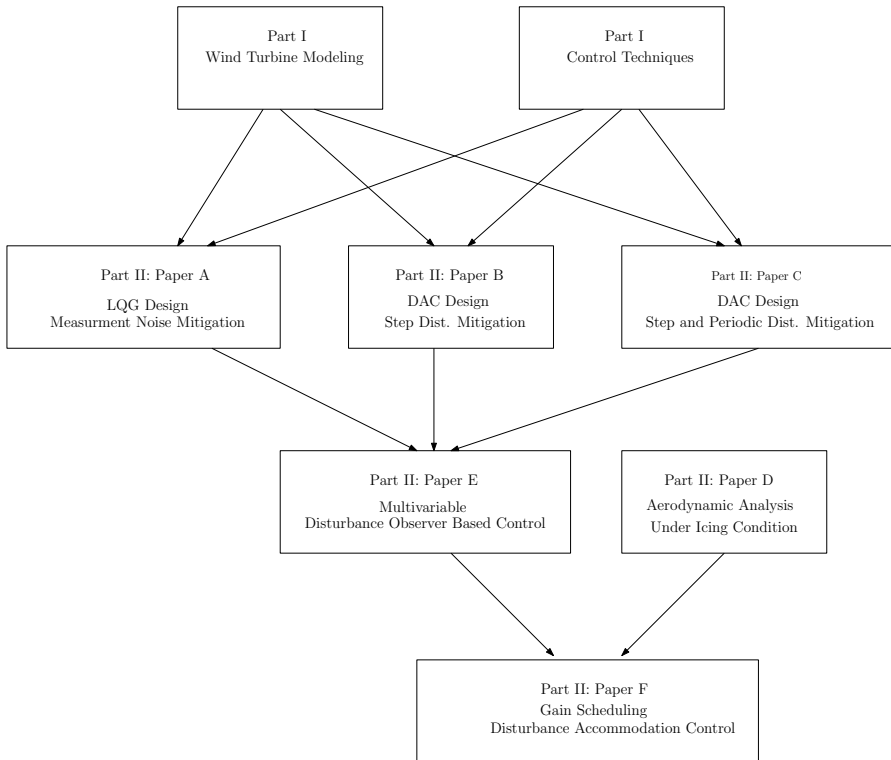 Part I
Wind Turbine Modeling
Part I
Control Techniques
Part II: Paper A
LQG Design
Measurment Noise Mitigation
Part II: Paper B
DAC Design
Step Dist. Mitigation
Part II: Paper C
DAC Design
Step and Periodic Dist. Mitigation
Part II: Paper E
Multivariable
Disturbance Observer Based Control
Part II: Paper D
Aerodynamic Analysis
Under Icing Condition
Part II: Paper F
Gain Scheduling
Disturbance Accommodation Control